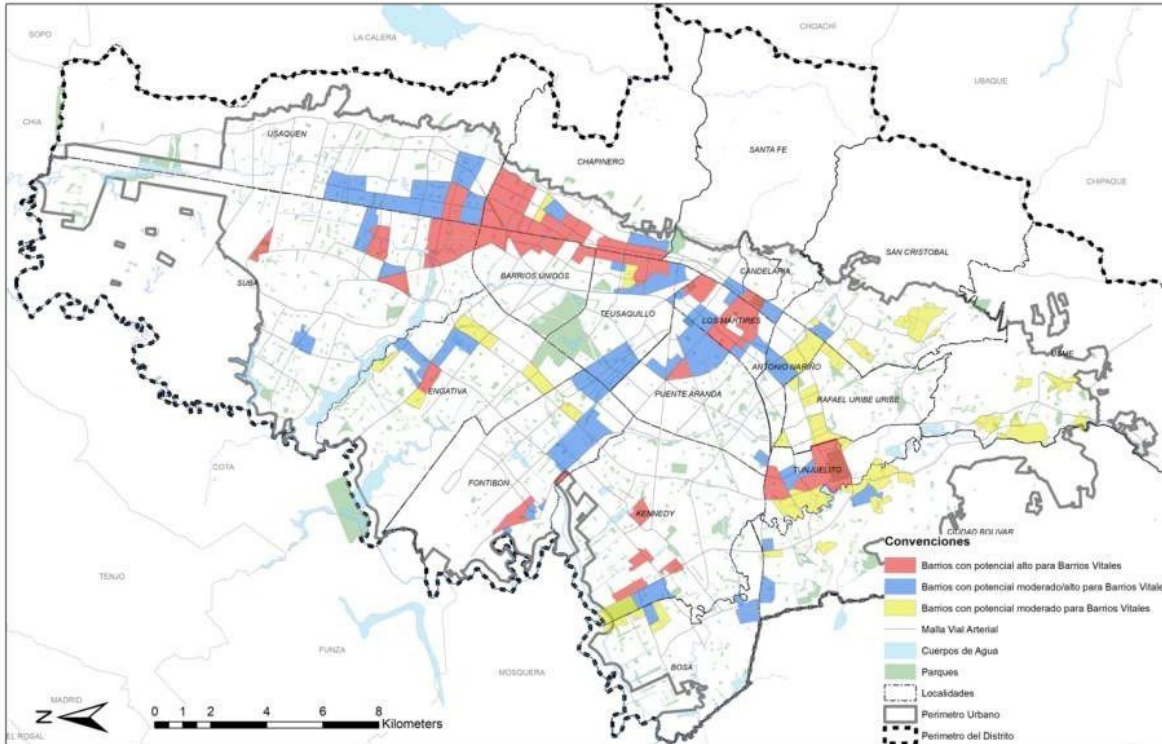 SOPO
LA CALERA
CHOACHÍ
UBAQUE
CHIA
USAQUEN
CHAPINERO
SANTA FE
CHIPAQUE
SAN CRISTOBAL
SUBA
BARRIOS UNIDOS
CANDELARIA
TEUSAQUILLO
LOS MARTIRES
USME
ANTONIO NARIÑO
ENGATIVA
PUENTE ARANDA
RAFAEL URIBE URIBE
COTA
TUNJUELITO
FONTIBON
KENNEDY
CIUDAD BOLIVAR
TENJO
FUNZA
MOSQUERA
BOSA
MADRID
EL ROSAL
N
0 1 2 4 6 8
Kilometers
Convenciones
Barrios con potencial alto para Barrios Vitales
Barrios con potencial moderado/alto para Barrios Vitale
Barrios con potencial moderado para Barrios Vitales
Malla Vial Arterial
Cuerpos de Agua
Parques
Localidades
Perimetro Urbano
Perimetro del Distrito